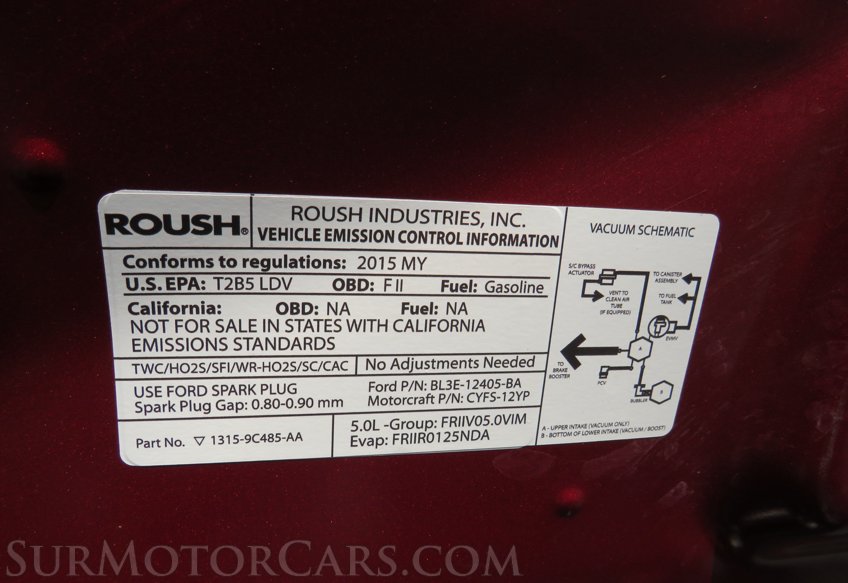 ROUSH®
ROUSH INDUSTRIES, INC.
VEHICLE EMISSION CONTROL INFORMATION
Conforms to regulations: 2015 MY
U.S. EPA: T2B5 LDV OBD: F II Fuel: Gasoline
California: OBD: NA Fuel: NA
NOT FOR SALE IN STATES WITH CALIFORNIA
EMISSIONS STANDARDS
TWC/HO2S/SFI/WR-HO2S/SC/CAC No Adjustments Needed
USE FORD SPARK PLUG Ford P/N: BL3E-12405-BA
Spark Plug Gap: 0.80-0.90 mm Motorcraft P/N: CYFS-12YP
Part No. ▽ 1315-9C485-AA
5.0L -Group: FRIIV05.0VIM
Evap: FRIIR0125NDA
VACUUM SCHEMATIC
S/C BYPASS
ACTUATOR
TO CANISTER
ASSEMBLY
VENT TO
CLEAN AIR
TUBE
(IF EQUIPPED)
TO FUEL
TANK
EVMV
A
TO
BRAKE
BOOSTER
PCV
BUBBLER
B
A - UPPER INTAKE (VACUUM ONLY)
B - BOTTOM OF LOWER INTAKE (VACUUM / BOOST)
SURMOTORCARS.COM